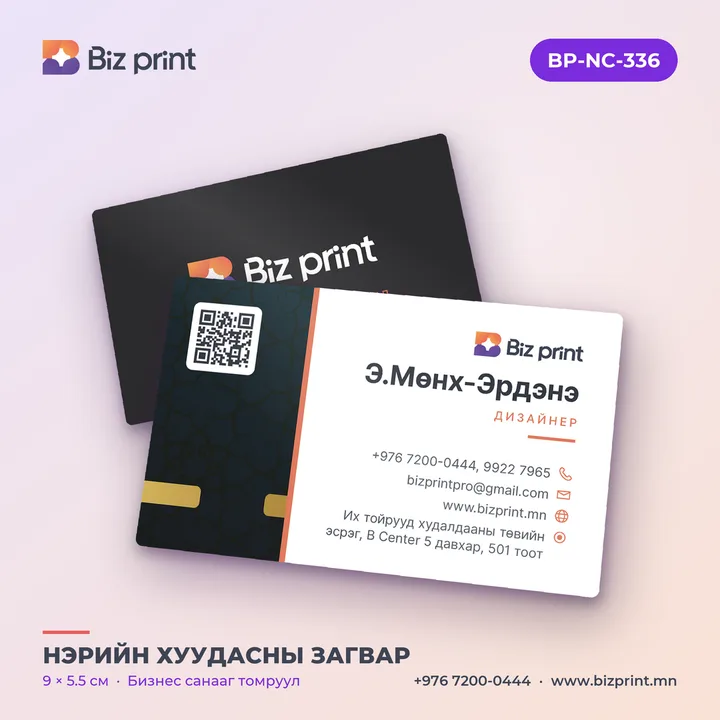 Biz print
BP-NC-336
Biz print
Biz print
Э.Мөнх-Эрдэнэ
ДИЗАЙНЕР
+976 7200-0444, 9922 7965
bizprintpro@gmail.com
www.bizprint.mn
Их тойрууд худалдааны төвийн
эсрэг, B Center 5 давхар, 501 тоот
НЭРИЙН ХУУДАСНЫ ЗАГВАР
9 × 5.5 см · Бизнес санааг томруул
+976 7200-0444 · www.bizprint.mn